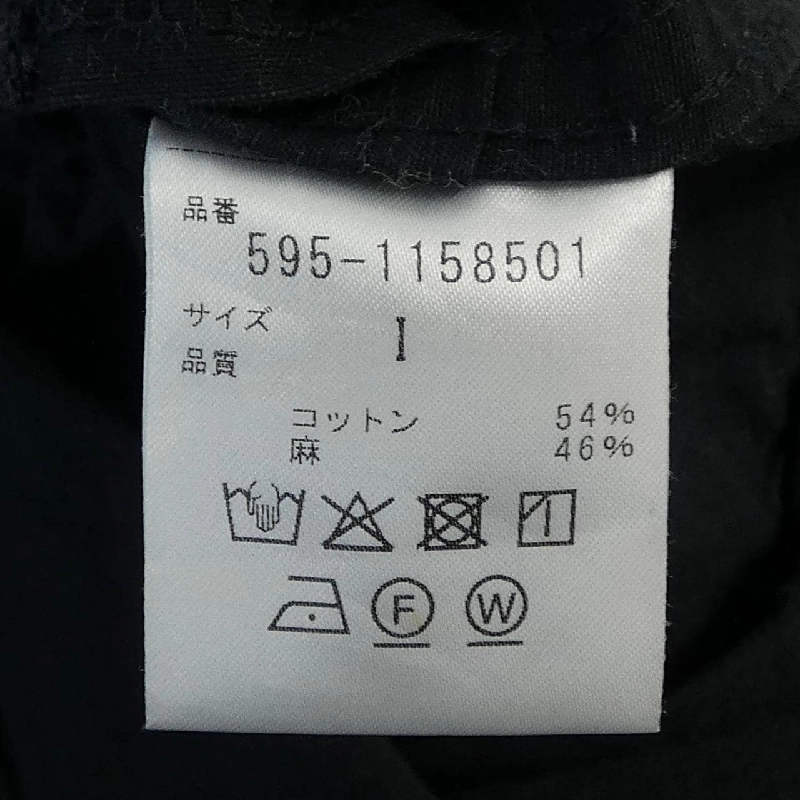 品番
595-1158501
サイズ I
品質
コットン 54%
麻 46%
F W